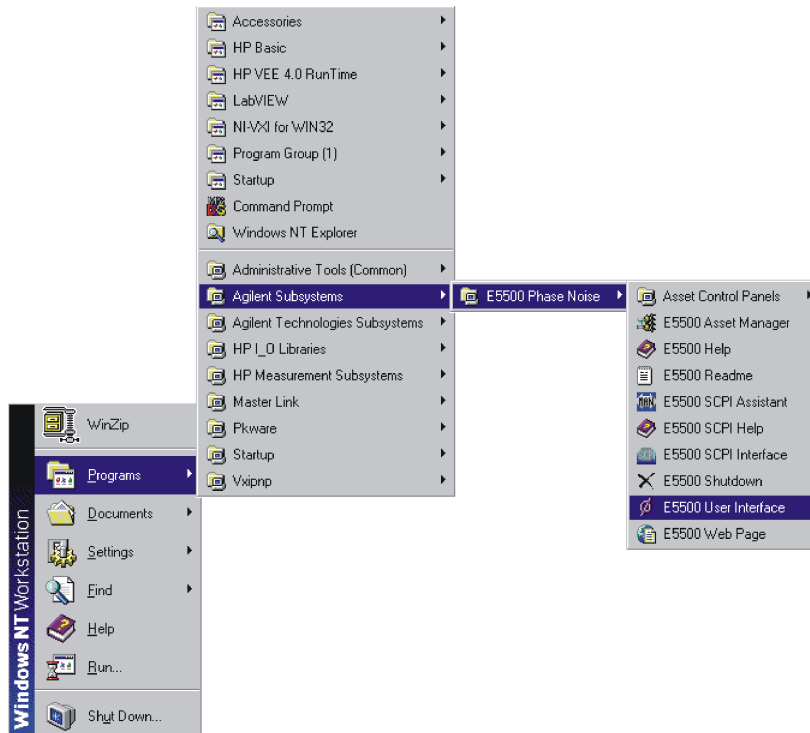 Accessories
HP Basic
HP VEE 4.0 RunTime
LabVIEW
NI-VXI for WIN32
Program Group (1)
Startup
Command Prompt
Windows NT Explorer
Administrative Tools (Common)
Agilent Subsystems
Agilent Technologies Subsystems
HP I_O Libraries
HP Measurement Subsystems
Master Link
Pkware
Startup
Vxipnp
E5500 Phase Noise
Asset Control Panels
E5500 Asset Manager
E5500 Help
E5500 Readme
E5500 SCPI Assistant
E5500 SCPI Help
E5500 SCPI Interface
E5500 Shutdown
E5500 User Interface
E5500 Web Page
WinZip
Programs
Documents
Settings
Find
Help
Run...
Shut Down...
Windows NT Workstation